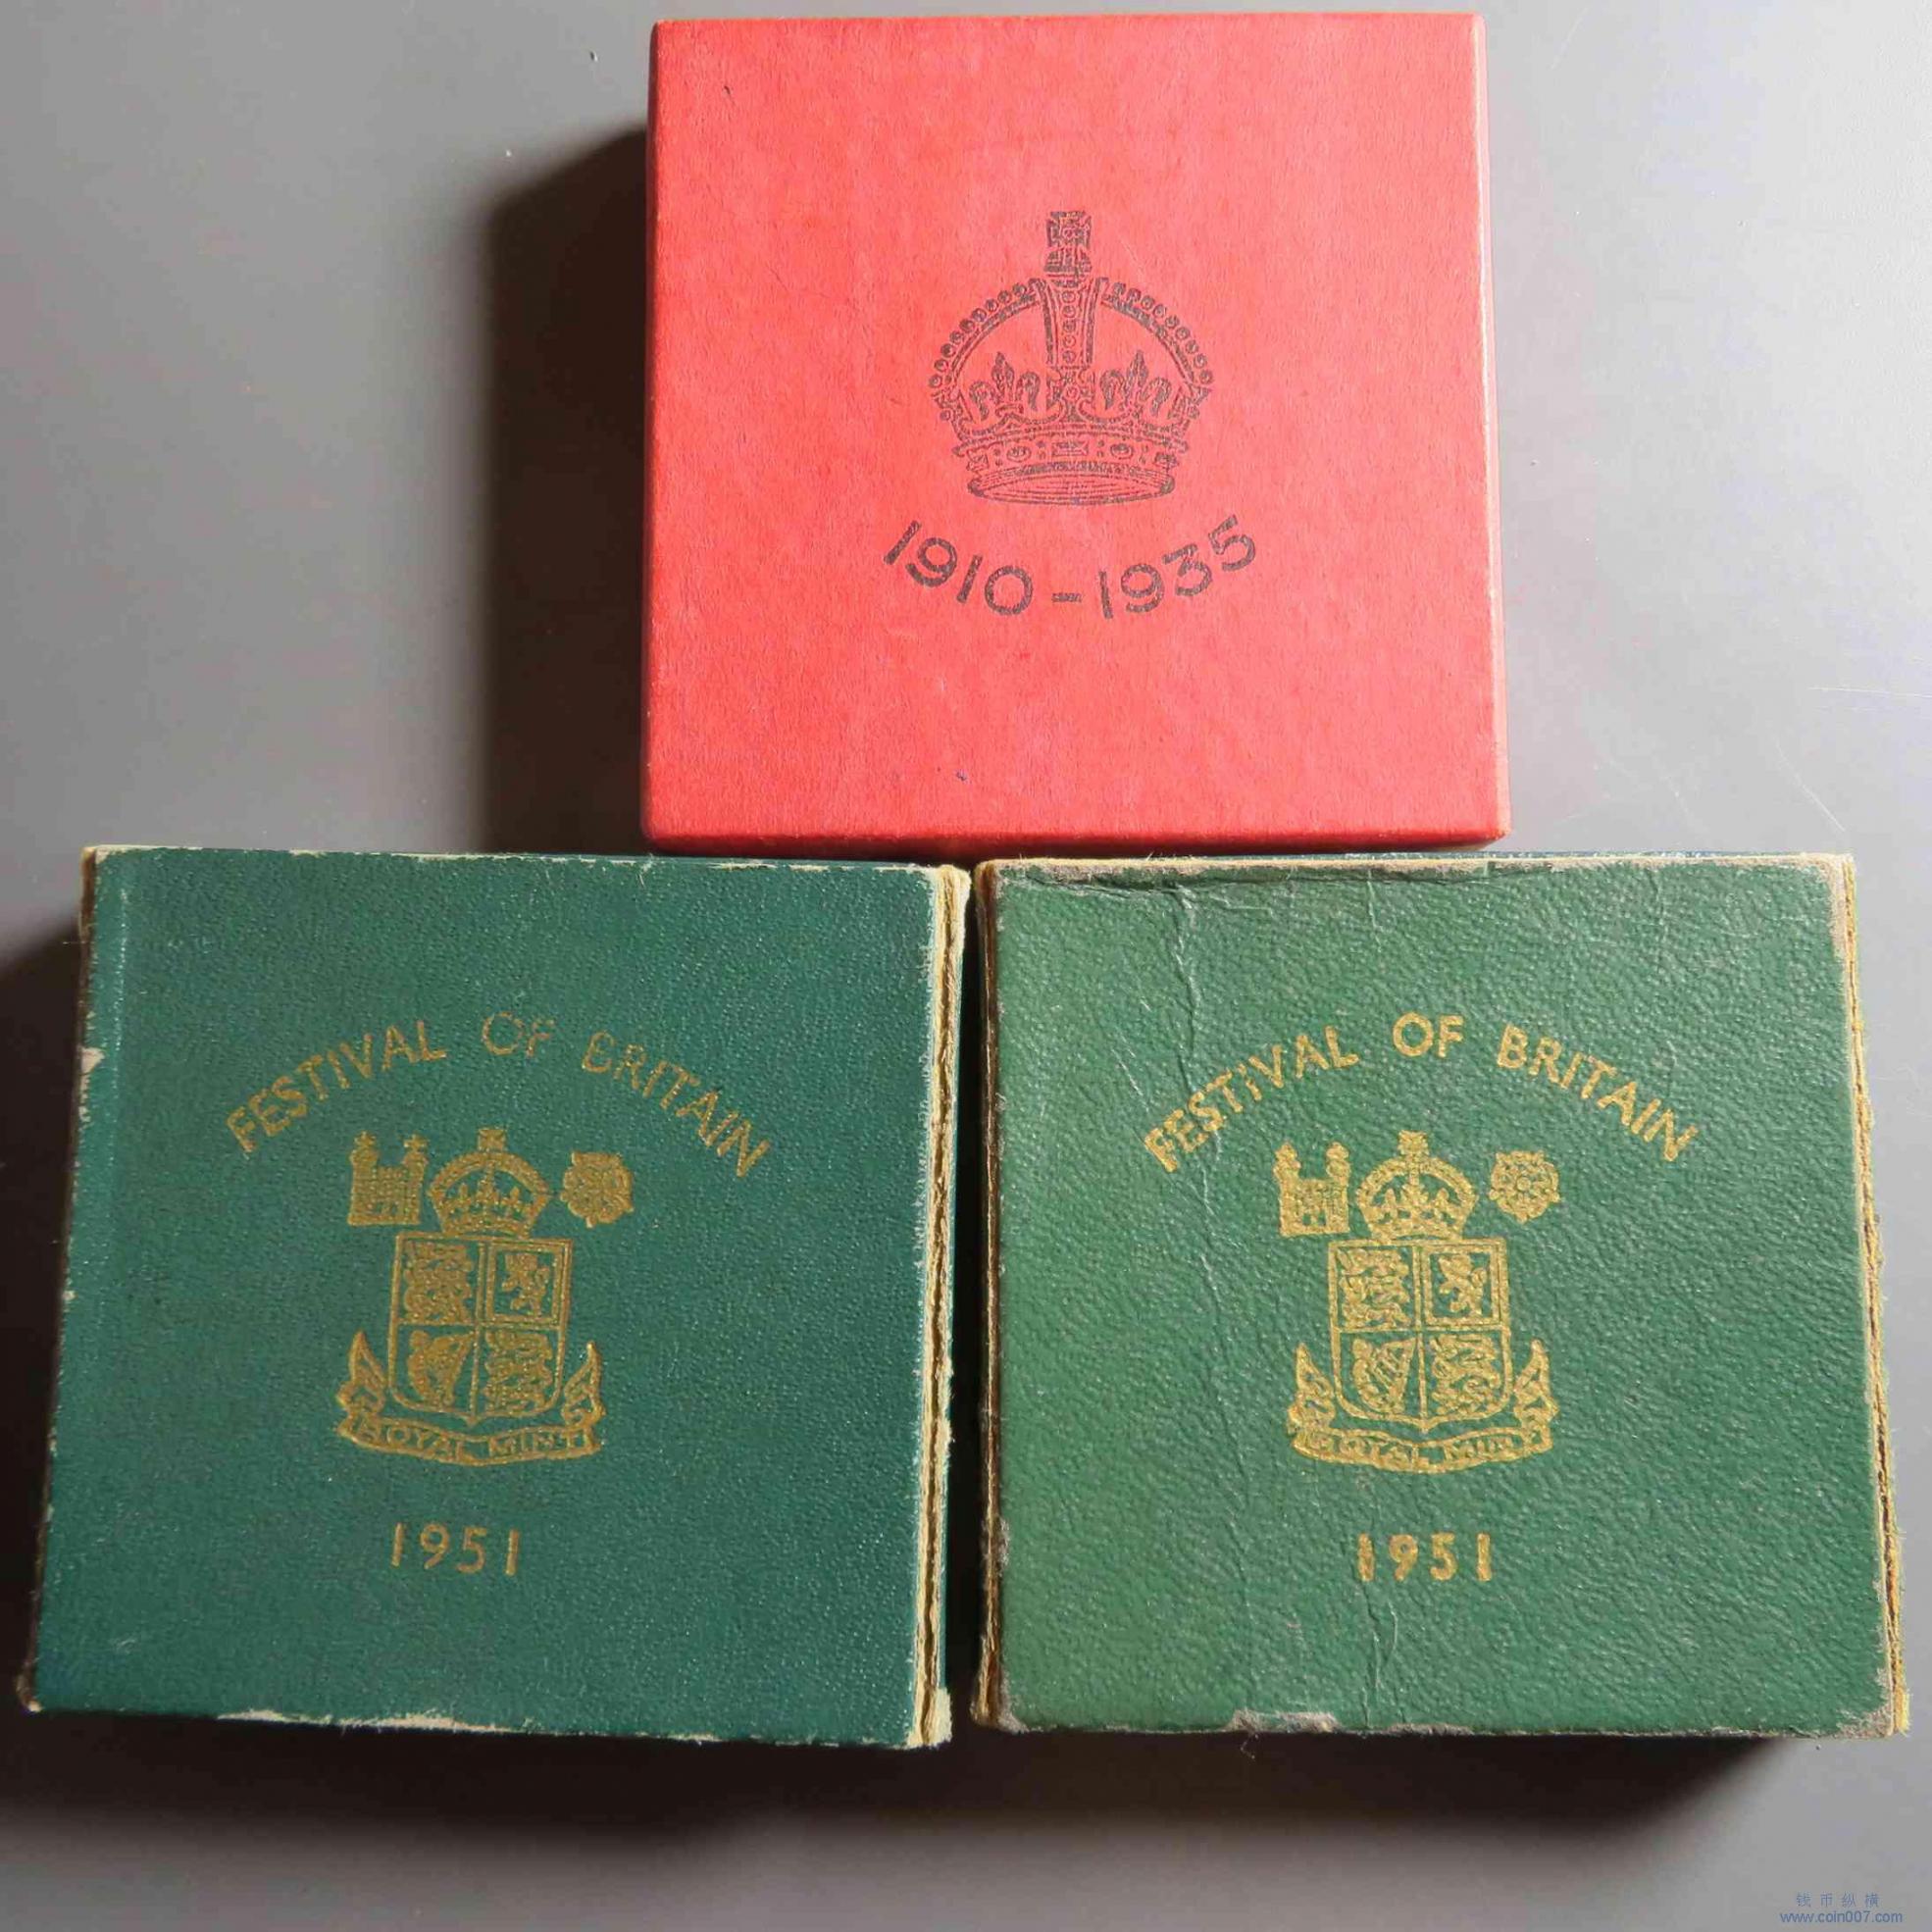 1910-1935
FESTIVAL OF BRITAIN
ROYAL MINT
1951
FESTIVAL OF BRITAIN
ROYAL MINT
1951
钱币纵横
www.coin007.com